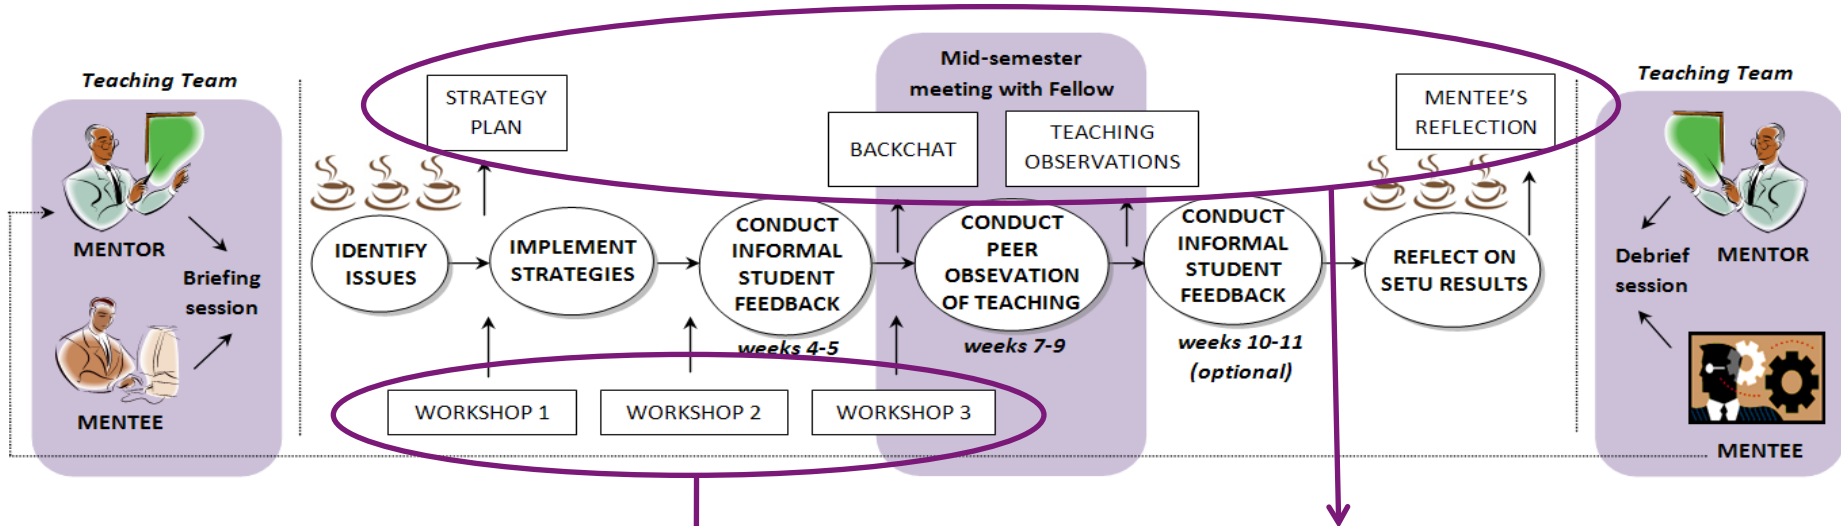 Teaching Team
MENTOR
Briefing
session
MENTEE
STRATEGY
PLAN
Mid-semester
meeting with Fellow
BACKCHAT
TEACHING
OBSERVATIONS
MENTEE'S
REFLECTION
IDENTIFY
ISSUES
IMPLEMENT
STRATEGIES
CONDUCT
INFORMAL
STUDENT
FEEDBACK
weeks 4-5
CONDUCT
PEER
OBSEVATION
OF TEACHING
weeks 7-9
CONDUCT
INFORMAL
STUDENT
FEEDBACK
weeks 10-11
(optional)
REFLECT ON
SETU RESULTS
WORKSHOP 1
WORKSHOP 2
WORKSHOP 3
Teaching Team
MENTOR
Debrief
session
MENTEE